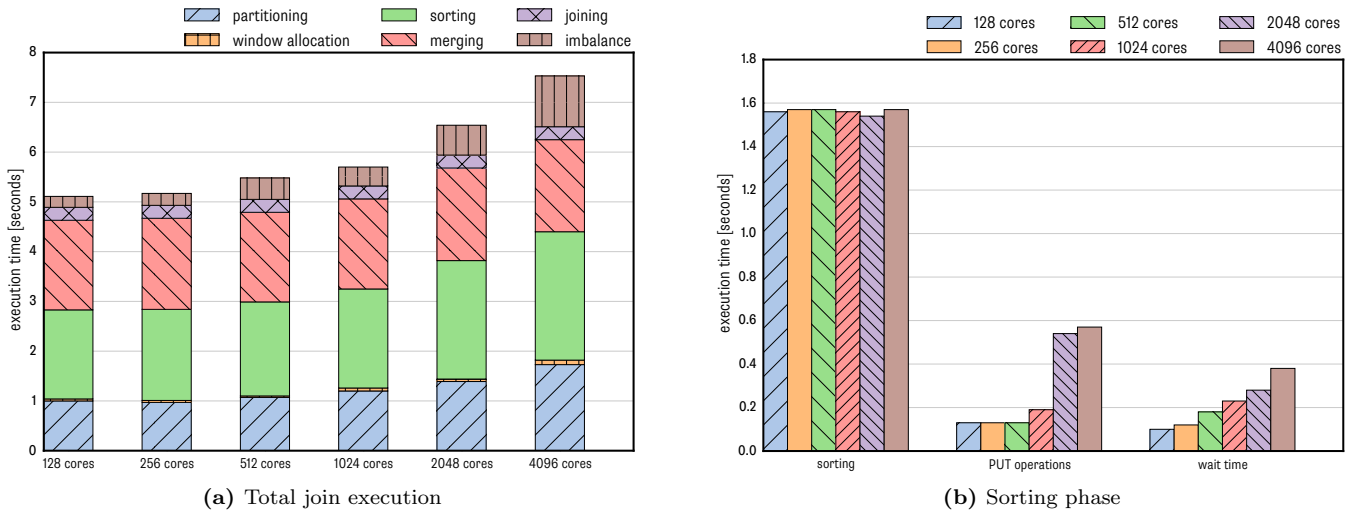 partitioning sorting joining
window allocation merging imbalance
8
7
6
5
4
3
2
1
0
execution time [seconds]
128 cores 256 cores 512 cores 1024 cores 2048 cores 4096 cores
(a) Total join execution
128 cores 512 cores 2048 cores
256 cores 1024 cores 4096 cores
1.8
1.6
1.4
1.2
1.0
0.8
0.6
0.4
0.2
0.0
execution time [seconds]
sorting PUT operations wait time
(b) Sorting phase